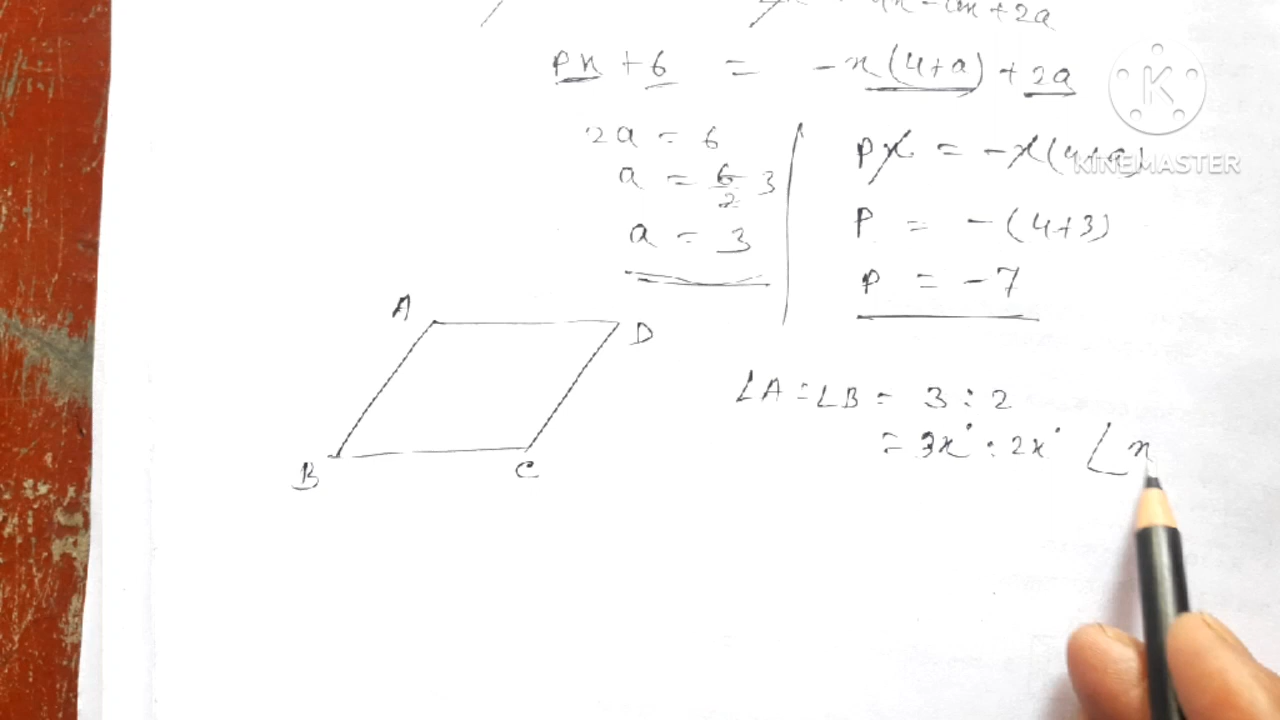 + 2a
px + 6 = -x(4+a) + 2a
2a = 6
a = 6/2 3
a = 3
px = -x(4+a)
p = -(4+3)
p = -7
A
D
B
C
∠A : ∠B = 3 : 2
= 3x° : 2x° [x
K
KINEMASTER